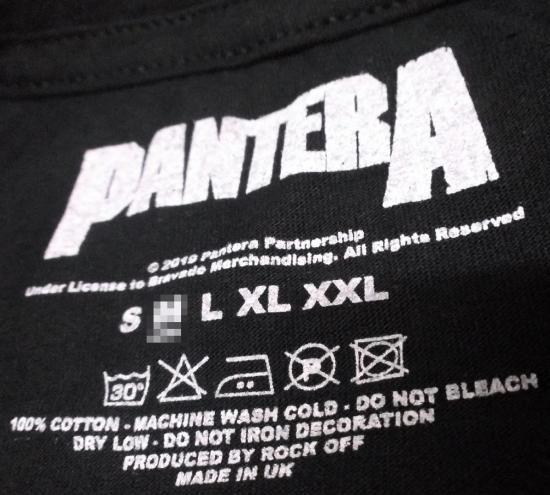 PANTERA
© 2019 Pantera Partnership
Under License to Bravado Merchandising. All Rights Reserved
S L XL XXL
30° P
100% COTTON - MACHINE WASH COLD - DO NOT BLEACH
DRY LOW - DO NOT IRON DECORATION
PRODUCED BY ROCK OFF
MADE IN UK